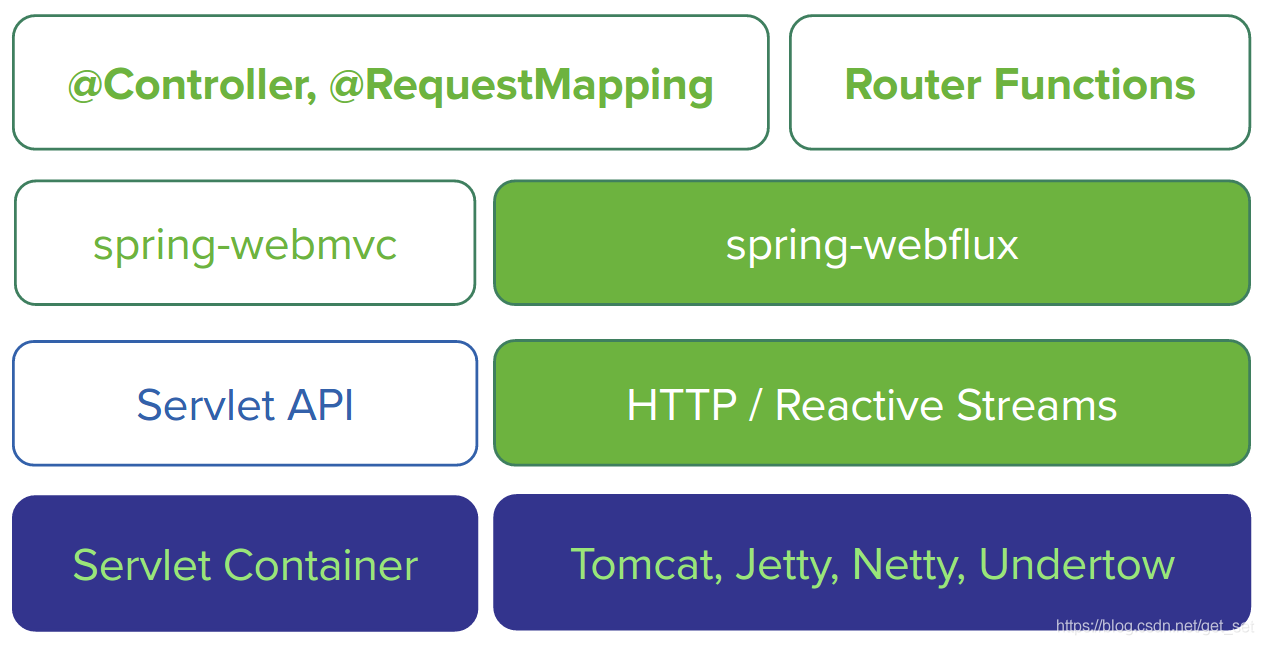 @Controller, @RequestMapping
Router Functions
spring-webmvc
spring-webflux
Servlet API
HTTP / Reactive Streams
Servlet Container
Tomcat, Jetty, Netty, Undertow
https://blog.csdn.net/get_set